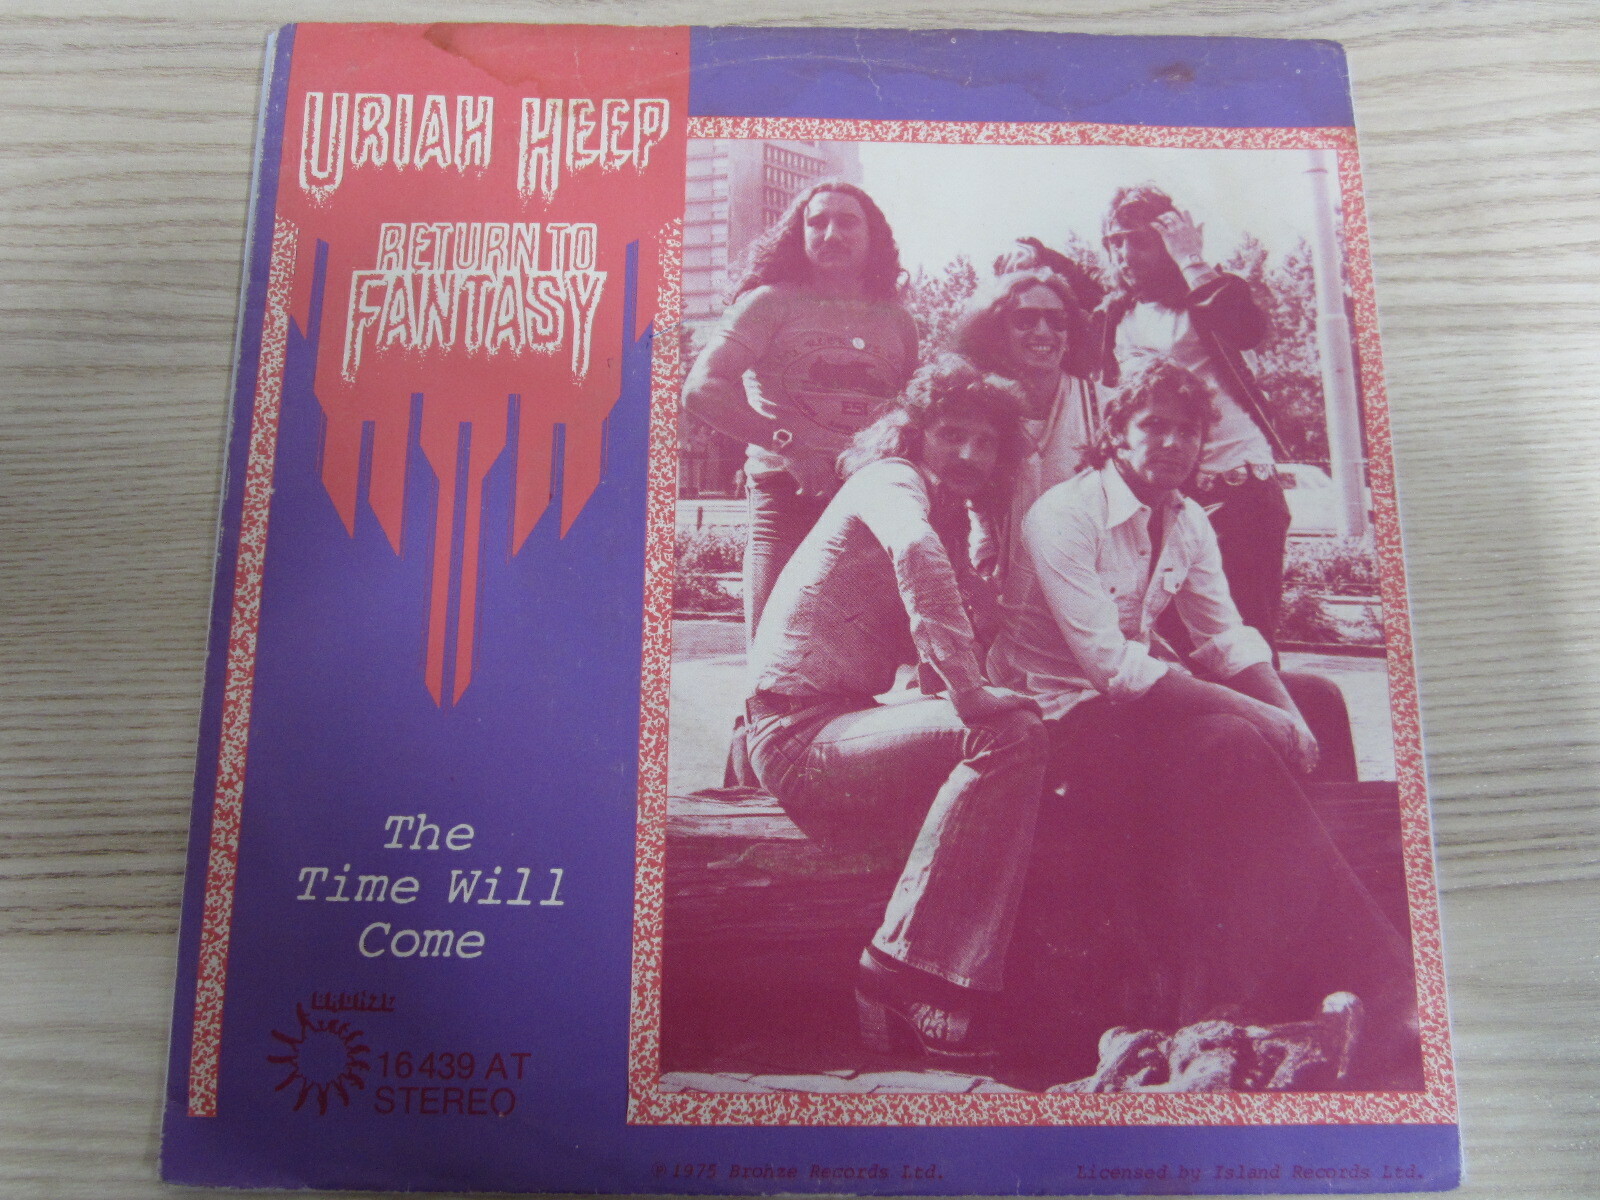 URIAH HEEP
RETURN TO
FANTASY
The
Time Will
Come
BRONZE
16 439 AT
STEREO
℗ 1975 Bronze Records Ltd.
Licensed by Island Records Ltd.